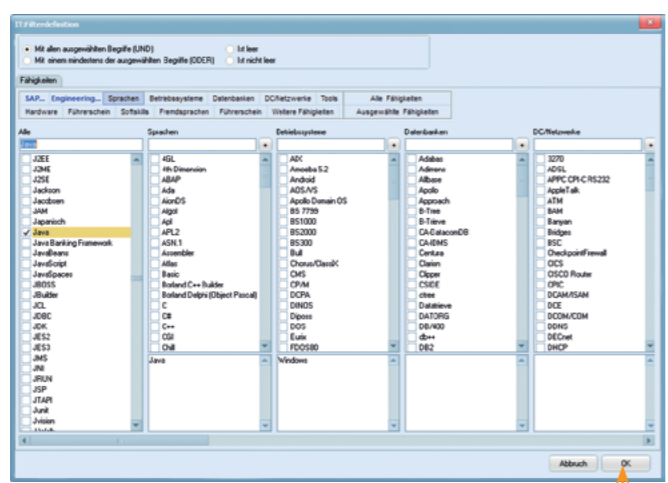 IT:Filterdefinition
Mit allen ausgewählten Begriffe (UND)
Ist leer
Mit einem mindestens der ausgewählten Begriffe (ODER)
Ist nicht leer
Fähigkeiten
SAP... Engineering... Sprachen Betriebssysteme Datenbanken DC/Netzwerke Tools Alle Fähigkeiten
Hardware Führerschein Softskills Fremdsprachen Führerschein Weitere Fähigkeiten Ausgewählte Fähigkeiten
Alle
Java
J2EE
J2ME
J2SE
Jackson
Jacobsen
JAM
Japanisch
Java
Java Banking Framework
JavaBeans
JavaScript
JavaSpaces
JBOSS
JBuilder
JCL
JDBC
JDK
JES2
JES3
JMS
JNI
JRUN
JSP
JTAPI
Junit
Jvision
Sprachen
4GL
4th Dimension
ABAP
Ada
AionDS
Algol
Apl
APL2
ASN.1
Assembler
Atlas
Basic
Borland C++ Builder
Borland Delphi (Object Pascal)
C
C#
C++
CGI
Chill
Java
Betriebssysteme
AIX
Amoeba 5.2
Android
AOS/VS
Apollo Domain OS
BS 7799
BS1000
BS2000
BS300
Bull
Chorus/ClassiX
CMS
CP/M
DCPA
DINOS
Dipos
DOS
Eurix
FDOS80
Windows
Datenbanken
Adabas
Adimens
Allbase
Apollo
Approach
B-Tree
B-Trieve
CA-DatacomDB
CA-IDMS
Centura
Clarion
Clipper
CSIDE
ctree
Datatrieve
DATORG
DB/400
db++
DB2
DC/Netzwerke
3270
ADSL
APPC CPI-C RS232
AppleTalk
ATM
BAM
Banyan
Bridges
BSC
CheckpointFirewall
CICS
CISCO Router
CPIC
DCAM/ISAM
DCE
DCOM/COM
DDNS
DECnet
DHCP
Abbruch
OK